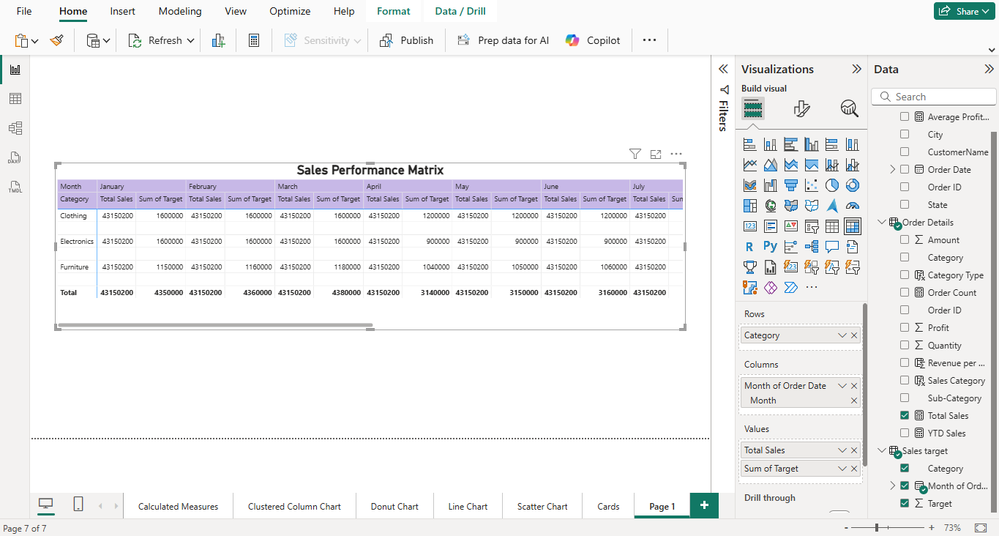 File Home Insert Modeling View Optimize Help Format Data / Drill Share
Refresh Sensitivity Publish Prep data for AI Copilot ···
DAX
TMDL
Sales Performance Matrix
Month January February March April May June July
Category Total Sales Sum of Target Total Sales Sum of Target Total Sales Sum of Target Total Sales Sum of Target Total Sales Sum of Target Total Sales Sum of Target Total Sales Sum
Clothing 43150200 1600000 43150200 1600000 43150200 1600000 43150200 1200000 43150200 1200000 43150200 1200000 43150200
Electronics 43150200 1600000 43150200 1600000 43150200 1600000 43150200 900000 43150200 900000 43150200 900000 43150200
Furniture 43150200 1150000 43150200 1160000 43150200 1180000 43150200 1040000 43150200 1050000 43150200 1060000 43150200
Total 43150200 4350000 43150200 4360000 43150200 4380000 43150200 3140000 43150200 3150000 43150200 3160000 43150200
Filters
Visualizations
Build visual
123
R Py
123
···
Rows
Category
Columns
Month of Order Date
Month
Values
Total Sales
Sum of Target
Drill through
Data
Search
Average Profit...
City
CustomerName
Order Date
Order ID
State
Order Details
Amount
Category
Category Type
Order Count
Order ID
Profit
Quantity
Revenue per ...
Sales Category
Sub-Category
Total Sales
YTD Sales
Sales target
Category
Month of Ord...
Target
Calculated Measures Clustered Column Chart Donut Chart Line Chart Scatter Chart Cards Page 1 +
Page 7 of 7 - + 73%